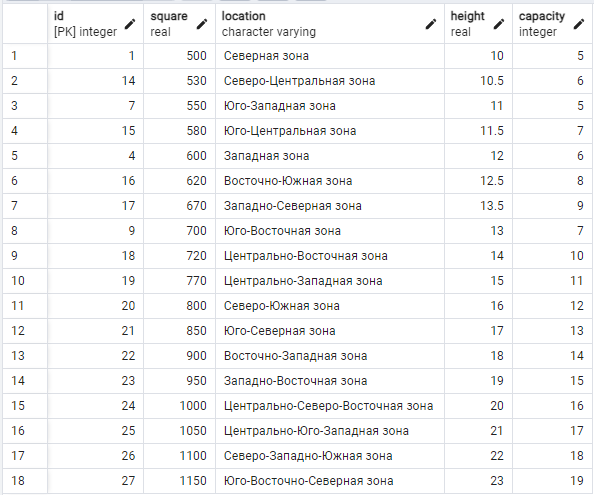 id square location height capacity
[PK] integer real character varying real integer
1 1 500 Северная зона 10 5
2 14 530 Северо-Центральная зона 10.5 6
3 7 550 Юго-Западная зона 11 5
4 15 580 Юго-Центральная зона 11.5 7
5 4 600 Западная зона 12 6
6 16 620 Восточно-Южная зона 12.5 8
7 17 670 Западно-Северная зона 13.5 9
8 9 700 Юго-Восточная зона 13 7
9 18 720 Центрально-Восточная зона 14 10
10 19 770 Центрально-Западная зона 15 11
11 20 800 Северо-Южная зона 16 12
12 21 850 Юго-Северная зона 17 13
13 22 900 Восточно-Западная зона 18 14
14 23 950 Западно-Восточная зона 19 15
15 24 1000 Центрально-Северо-Восточная зона 20 16
16 25 1050 Центрально-Юго-Западная зона 21 17
17 26 1100 Северо-Западно-Южная зона 22 18
18 27 1150 Юго-Восточно-Северная зона 23 19